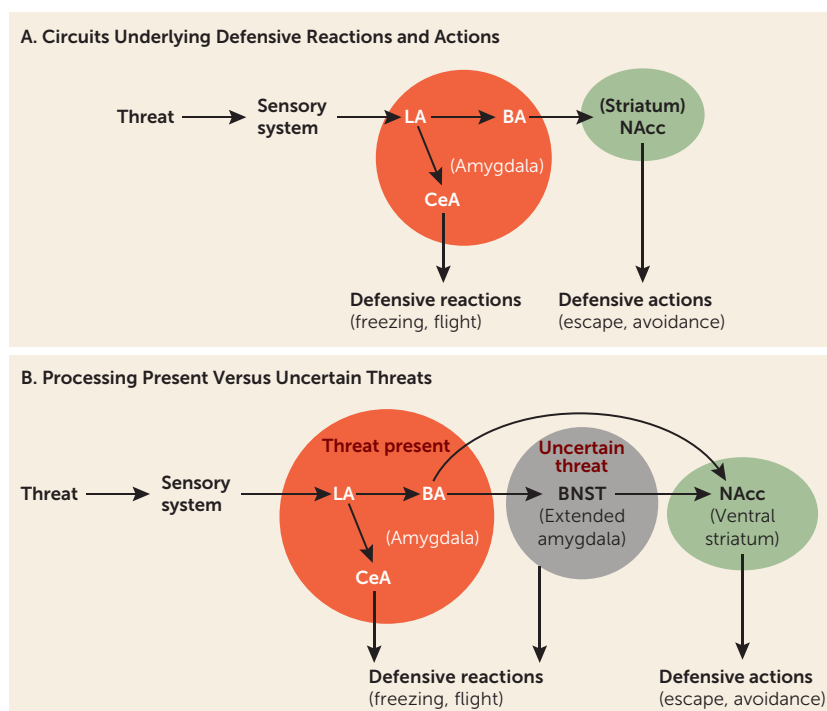 A. Circuits Underlying Defensive Reactions and Actions
Threat
Sensory
system
LA
BA
(Amygdala)
CeA
(Striatum)
NAcc
Defensive reactions
(freezing, flight)
Defensive actions
(escape, avoidance)
B. Processing Present Versus Uncertain Threats
Threat
Sensory
system
Threat present
LA
BA
(Amygdala)
CeA
Uncertain
threat
BNST
(Extended
amygdala)
NAcc
(Ventral
striatum)
Defensive reactions
(freezing, flight)
Defensive actions
(escape, avoidance)